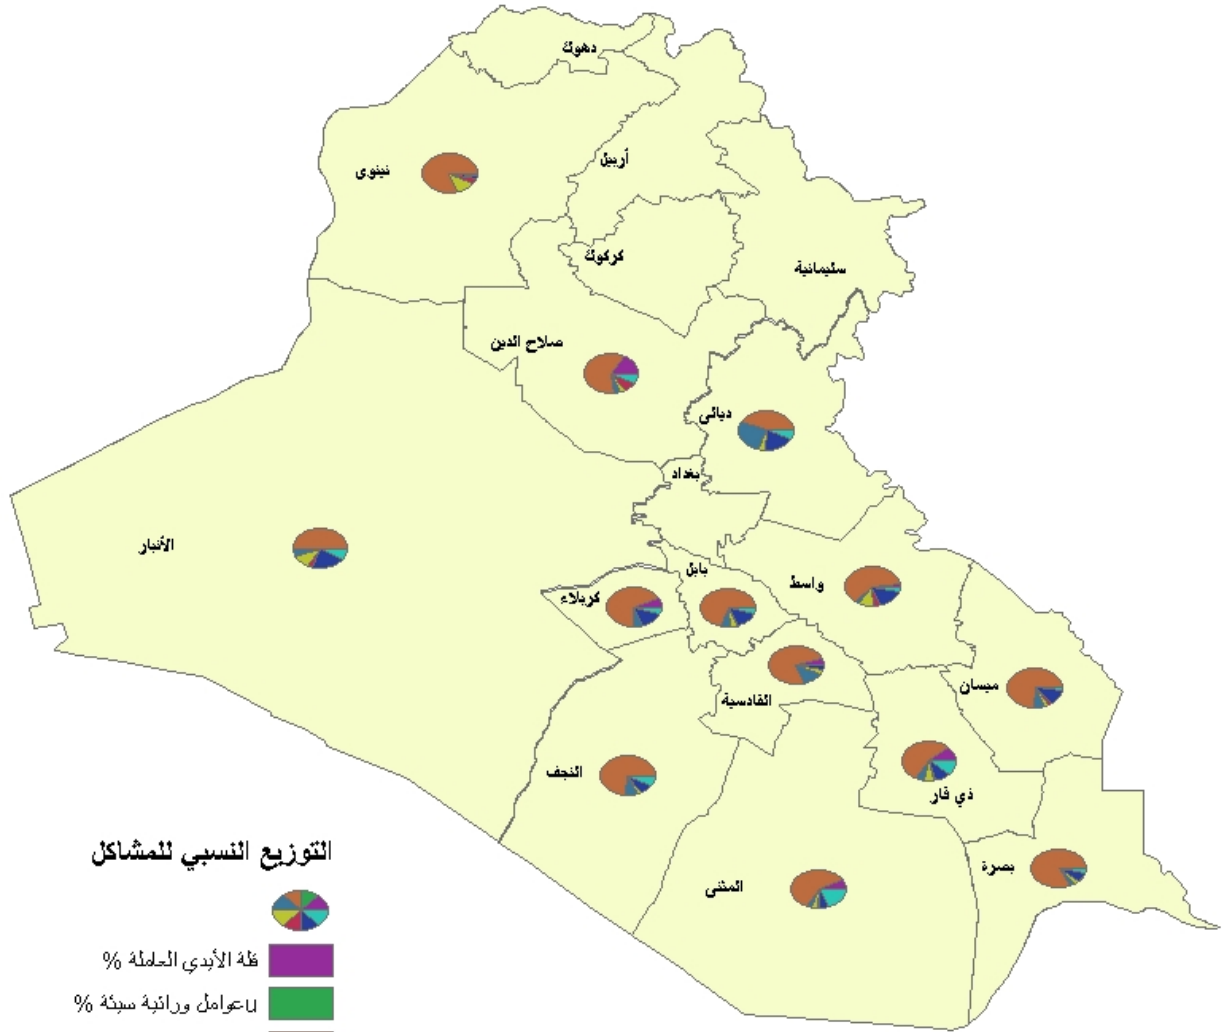 دهوك
أربيل
نينوى
كركوك
سليمانية
صلاح الدين
ديالى
بغداد
الأنبار
بابل
واسط
كربلاء
ميسان
القادسية
النجف
ذي قار
بصرة
المثنى
التوزيع النسبي للمشاكل
قلة الأيدي العاملة %
uعوامل وراثية سيئة %